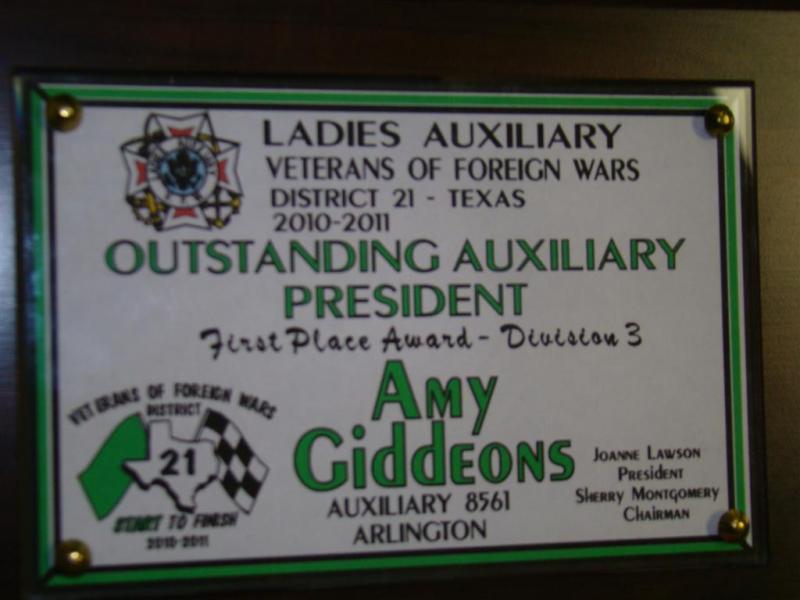 LADIES AUXILIARY
VETERANS OF FOREIGN WARS
DISTRICT 21 - TEXAS
2010-2011
OUTSTANDING AUXILIARY
PRESIDENT
First Place Award - Division 3
AMY
GIDDEONS
AUXILIARY 8561
ARLINGTON
VETERANS OF FOREIGN WARS
DISTRICT
21
START TO FINISH
2010-2011
JOANNE LAWSON
PRESIDENT
SHERRY MONTGOMERY
CHAIRMAN